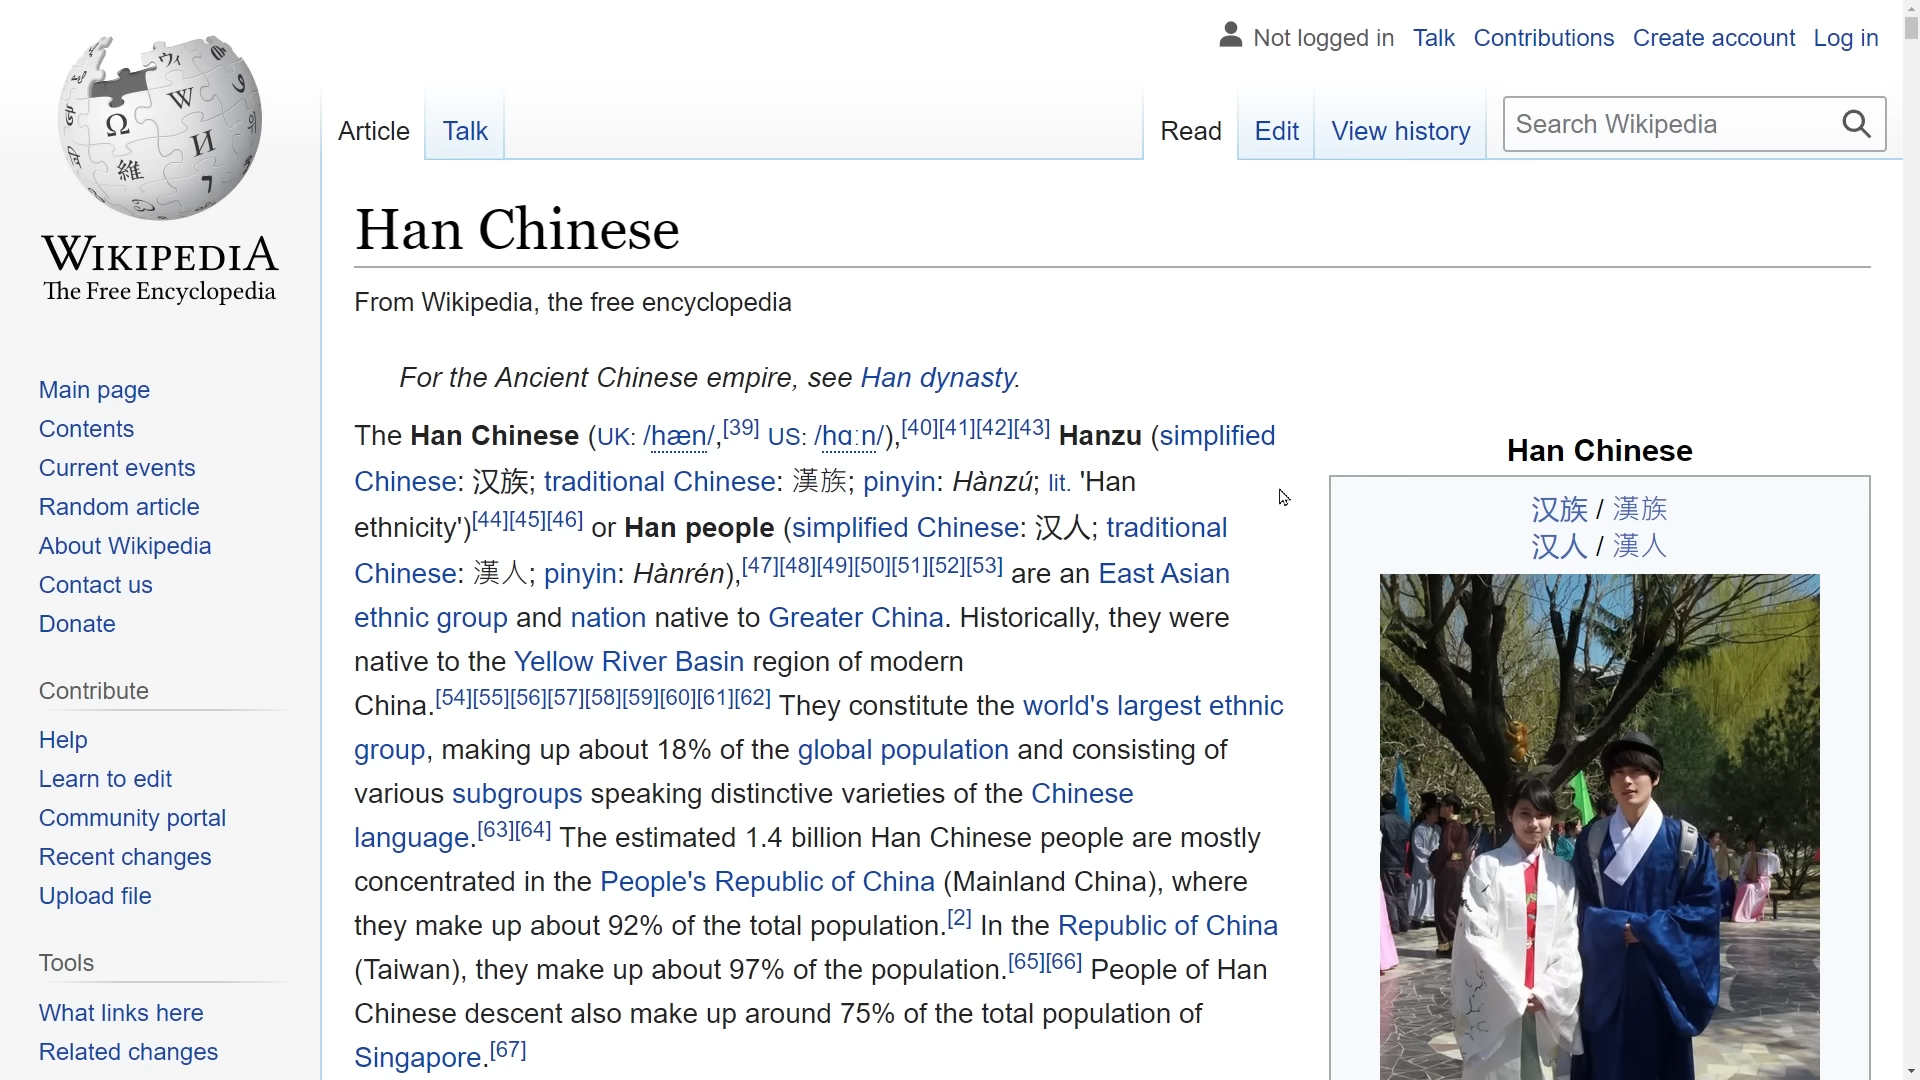 Not logged in Talk Contributions Create account Log in
Article Talk Read Edit View history Search Wikipedia
Ω W И 維 ウィ 7
WIKIPEDIA
The Free Encyclopedia
Main page
Contents
Current events
Random article
About Wikipedia
Contact us
Donate
Contribute
Help
Learn to edit
Community portal
Recent changes
Upload file
Tools
What links here
Related changes
Han Chinese
From Wikipedia, the free encyclopedia
For the Ancient Chinese empire, see Han dynasty.
The Han Chinese (UK: /hæn/,[39] US: /hɑːn/),[40][41][42][43] Hanzu (simplified
Chinese: 汉族; traditional Chinese: 漢族; pinyin: Hànzú; lit. 'Han
ethnicity')[44][45][46] or Han people (simplified Chinese: 汉人; traditional
Chinese: 漢人; pinyin: Hànrén),[47][48][49][50][51][52][53] are an East Asian
ethnic group and nation native to Greater China. Historically, they were
native to the Yellow River Basin region of modern
China.[54][55][56][57][58][59][60][61][62] They constitute the world's largest ethnic
group, making up about 18% of the global population and consisting of
various subgroups speaking distinctive varieties of the Chinese
language.[63][64] The estimated 1.4 billion Han Chinese people are mostly
concentrated in the People's Republic of China (Mainland China), where
they make up about 92% of the total population.[2] In the Republic of China
(Taiwan), they make up about 97% of the population.[65][66] People of Han
Chinese descent also make up around 75% of the total population of
Singapore.[67]
Han Chinese
汉族 / 漢族
汉人 / 漢人